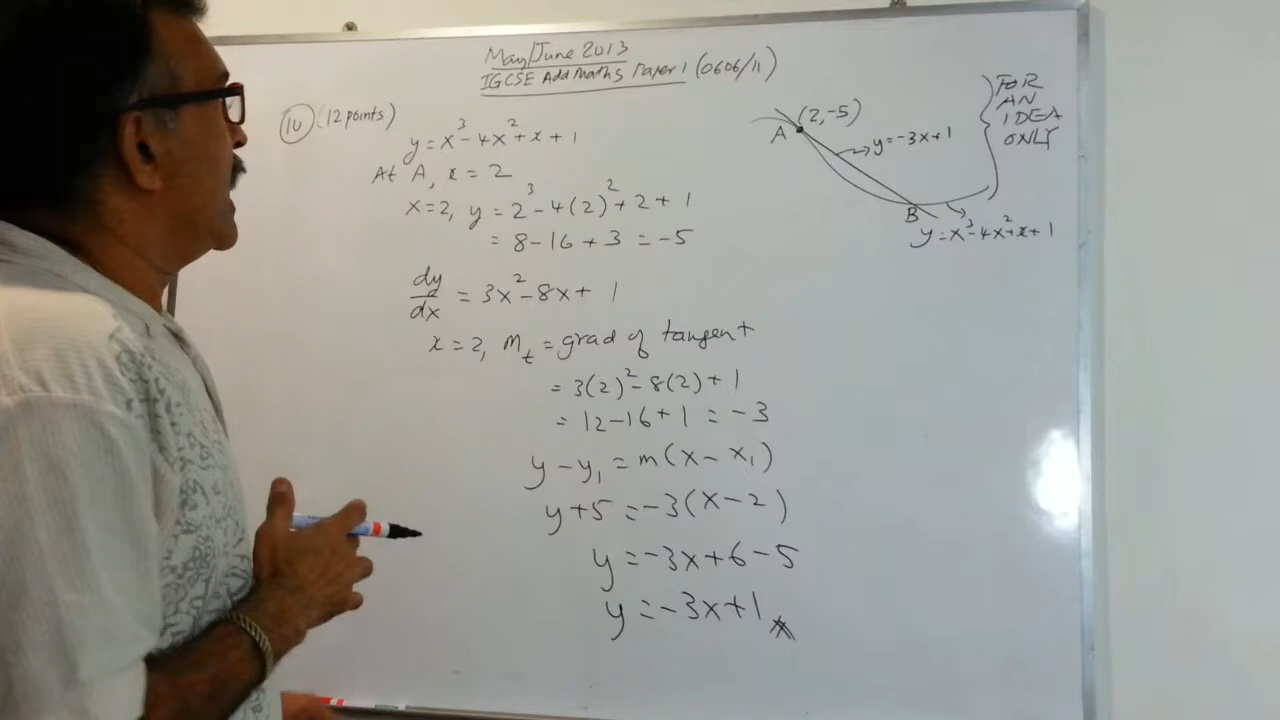 May/June 2013
IGCSE Add Maths Paper 1 (0606/11)
10 (12 points)
y = x³ - 4x² + x + 1
At A, x = 2
x = 2, y = 2³ - 4(2)² + 2 + 1
= 8 - 16 + 3 = -5
dy/dx = 3x² - 8x + 1
x = 2, mₜ = grad of tangent
= 3(2)² - 8(2) + 1
= 12 - 16 + 1 = -3
y - y₁ = m(x - x₁)
y + 5 = -3(x - 2)
y = -3x + 6 - 5
y = -3x + 1
A (2, -5)
y = -3x + 1
B
y = x³ - 4x² + x + 1
FOR
AN
IDEA
ONLY